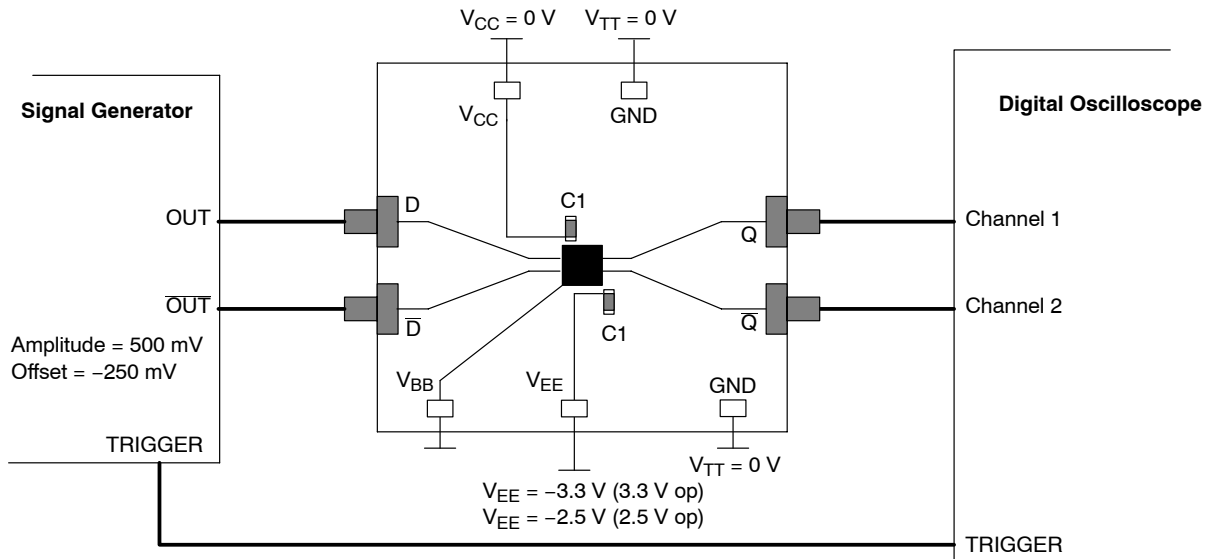 V_CC = 0 V
V_TT = 0 V
Signal Generator
Digital Oscilloscope
V_CC
GND
OUT
D
C1
Q
Channel 1
O̅U̅T̅
D̅
C1
Q̅
Channel 2
Amplitude = 500 mV
Offset = −250 mV
V_BB
V_EE
GND
TRIGGER
V_TT = 0 V
V_EE = −3.3 V (3.3 V op)
V_EE = −2.5 V (2.5 V op)
TRIGGER